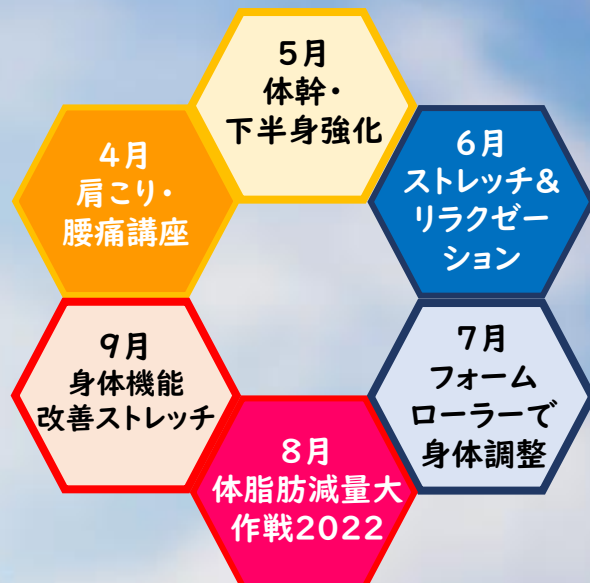 4月
肩こり・
腰痛講座
5月
体幹・
下半身強化
6月
ストレッチ&
リラクゼー
ション
7月
フォーム
ローラーで
身体調整
8月
体脂肪減量大
作戦2022
9月
身体機能
改善ストレッチ